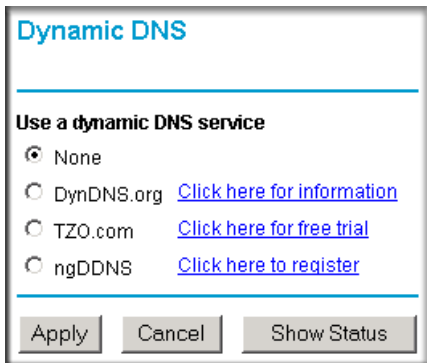 Dynamic DNS
Use a dynamic DNS service
None
DynDNS.org Click here for information
TZO.com Click here for free trial
ngDDNS Click here to register
Apply Cancel Show Status